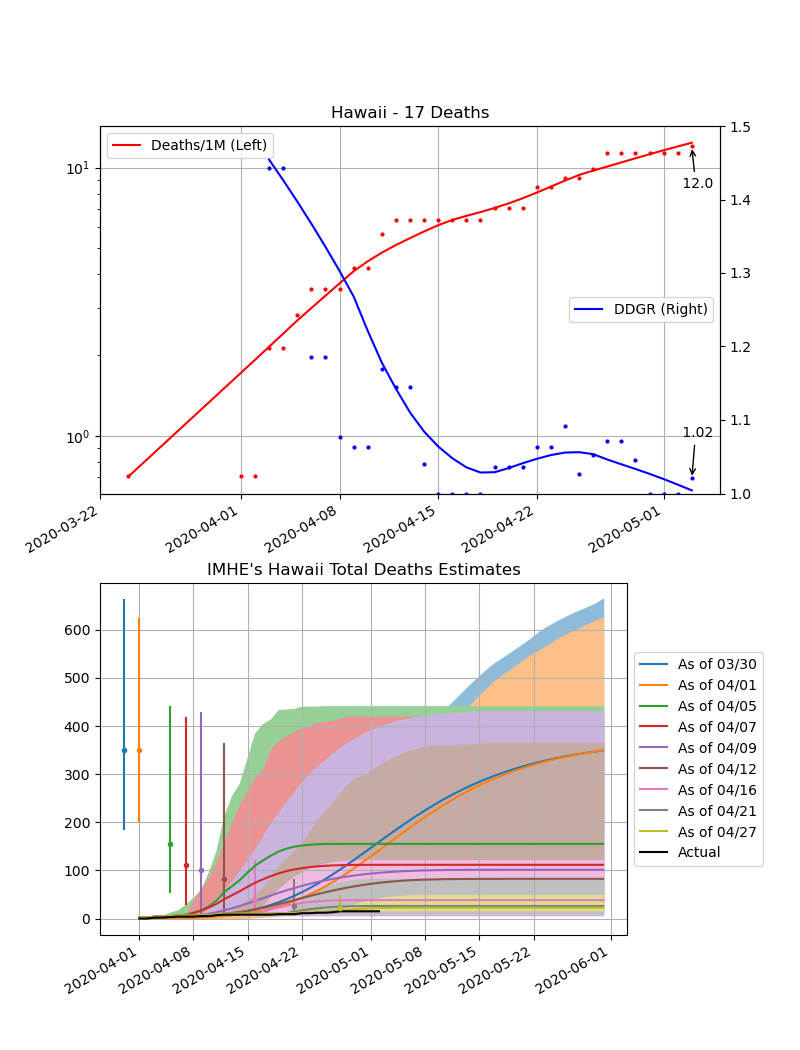 Hawaii - 17 Deaths
Deaths/1M (Left)
DDGR (Right)
12.0
1.02
10^1
10^0
1.5
1.4
1.3
1.2
1.1
1.0
2020-03-22
2020-04-01
2020-04-08
2020-04-15
2020-04-22
2020-05-01
IMHE's Hawaii Total Deaths Estimates
600
500
400
300
200
100
0
2020-04-01
2020-04-08
2020-04-15
2020-04-22
2020-05-01
2020-05-08
2020-05-15
2020-05-22
2020-06-01
As of 03/30
As of 04/01
As of 04/05
As of 04/07
As of 04/09
As of 04/12
As of 04/16
As of 04/21
As of 04/27
Actual